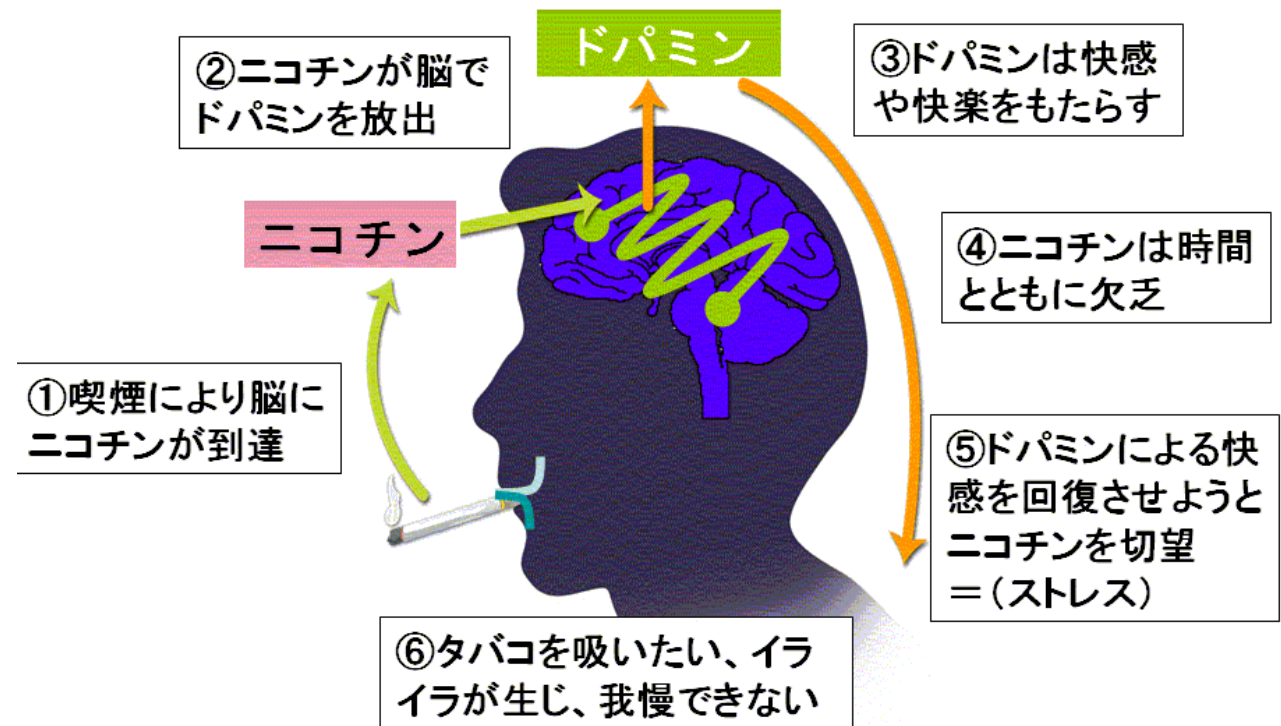 ドパミン
②ニコチンが脳で
ドパミンを放出
③ドパミンは快感
や快楽をもたらす
ニコチン
④ニコチンは時間
とともに欠乏
①喫煙により脳に
ニコチンが到達
⑤ドパミンによる快
感を回復させようと
ニコチンを切望
＝(ストレス)
⑥タバコを吸いたい、イラ
イラが生じ、我慢できない